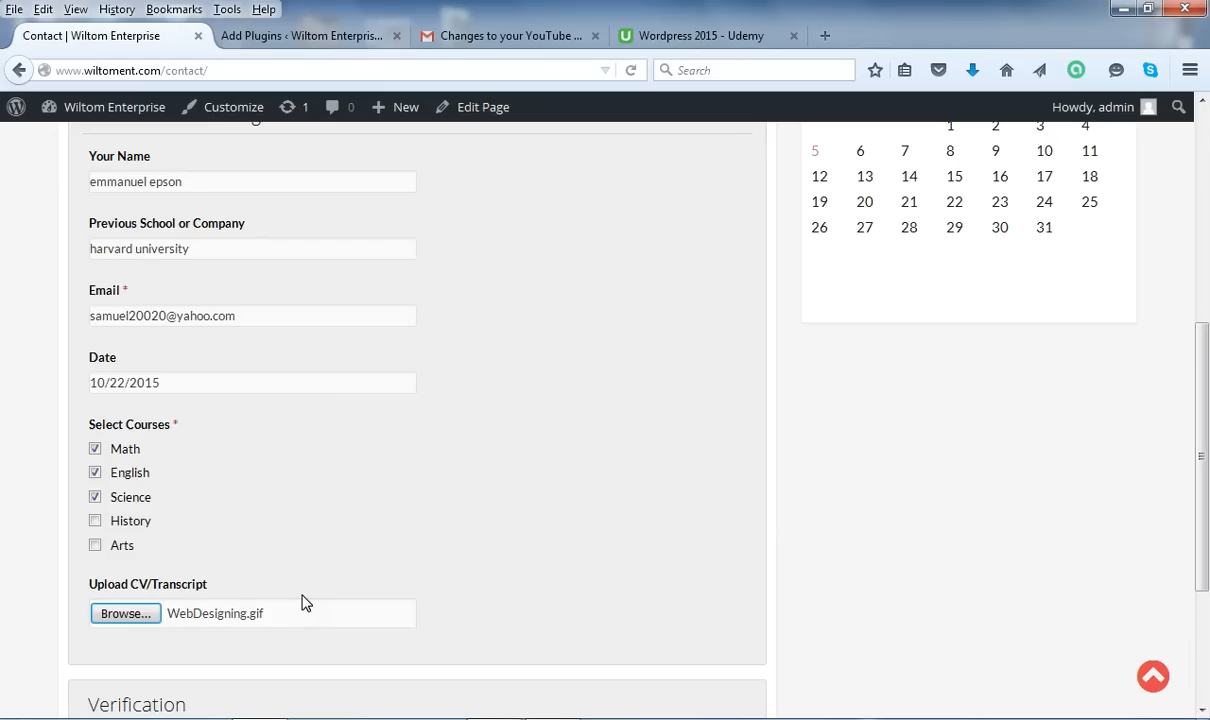 File Edit View History Bookmarks Tools Help
Contact | Wiltom Enterprise × Add Plugins ‹ Wiltom Enterpris... × Changes to your YouTube ... × Wordpress 2015 - Udemy × +
www.wiltoment.com/contact/ Search
Wiltom Enterprise Customize 1 0 New Edit Page Howdy, admin
Your Name
emmanuel epson
Previous School or Company
harvard university
Email *
samuel20020@yahoo.com
Date
10/22/2015
Select Courses *
Math
English
Science
History
Arts
Upload CV/Transcript
Browse... WebDesigning.gif
Verification
1 2 3 4
5 6 7 8 9 10 11
12 13 14 15 16 17 18
19 20 21 22 23 24 25
26 27 28 29 30 31